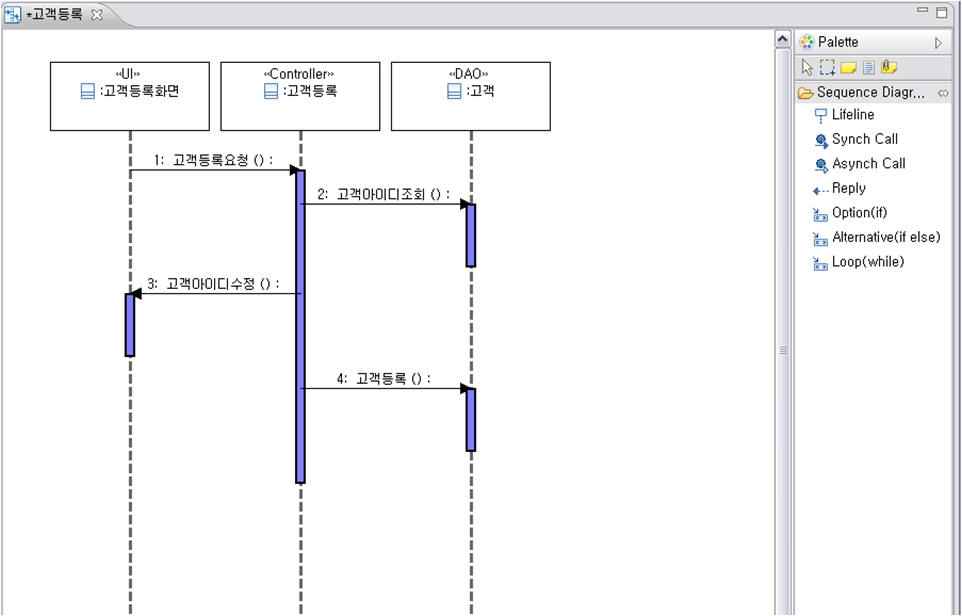 *고객등록
«UI»
:고객등록화면
«Controller»
:고객등록
«DAO»
:고객
1: 고객등록요청 () :
2: 고객아이디조회 () :
3: 고객아이디수정 () :
4: 고객등록 () :
Palette
Sequence Diagr...
Lifeline
Synch Call
Asynch Call
Reply
Option(if)
Alternative(if else)
Loop(while)